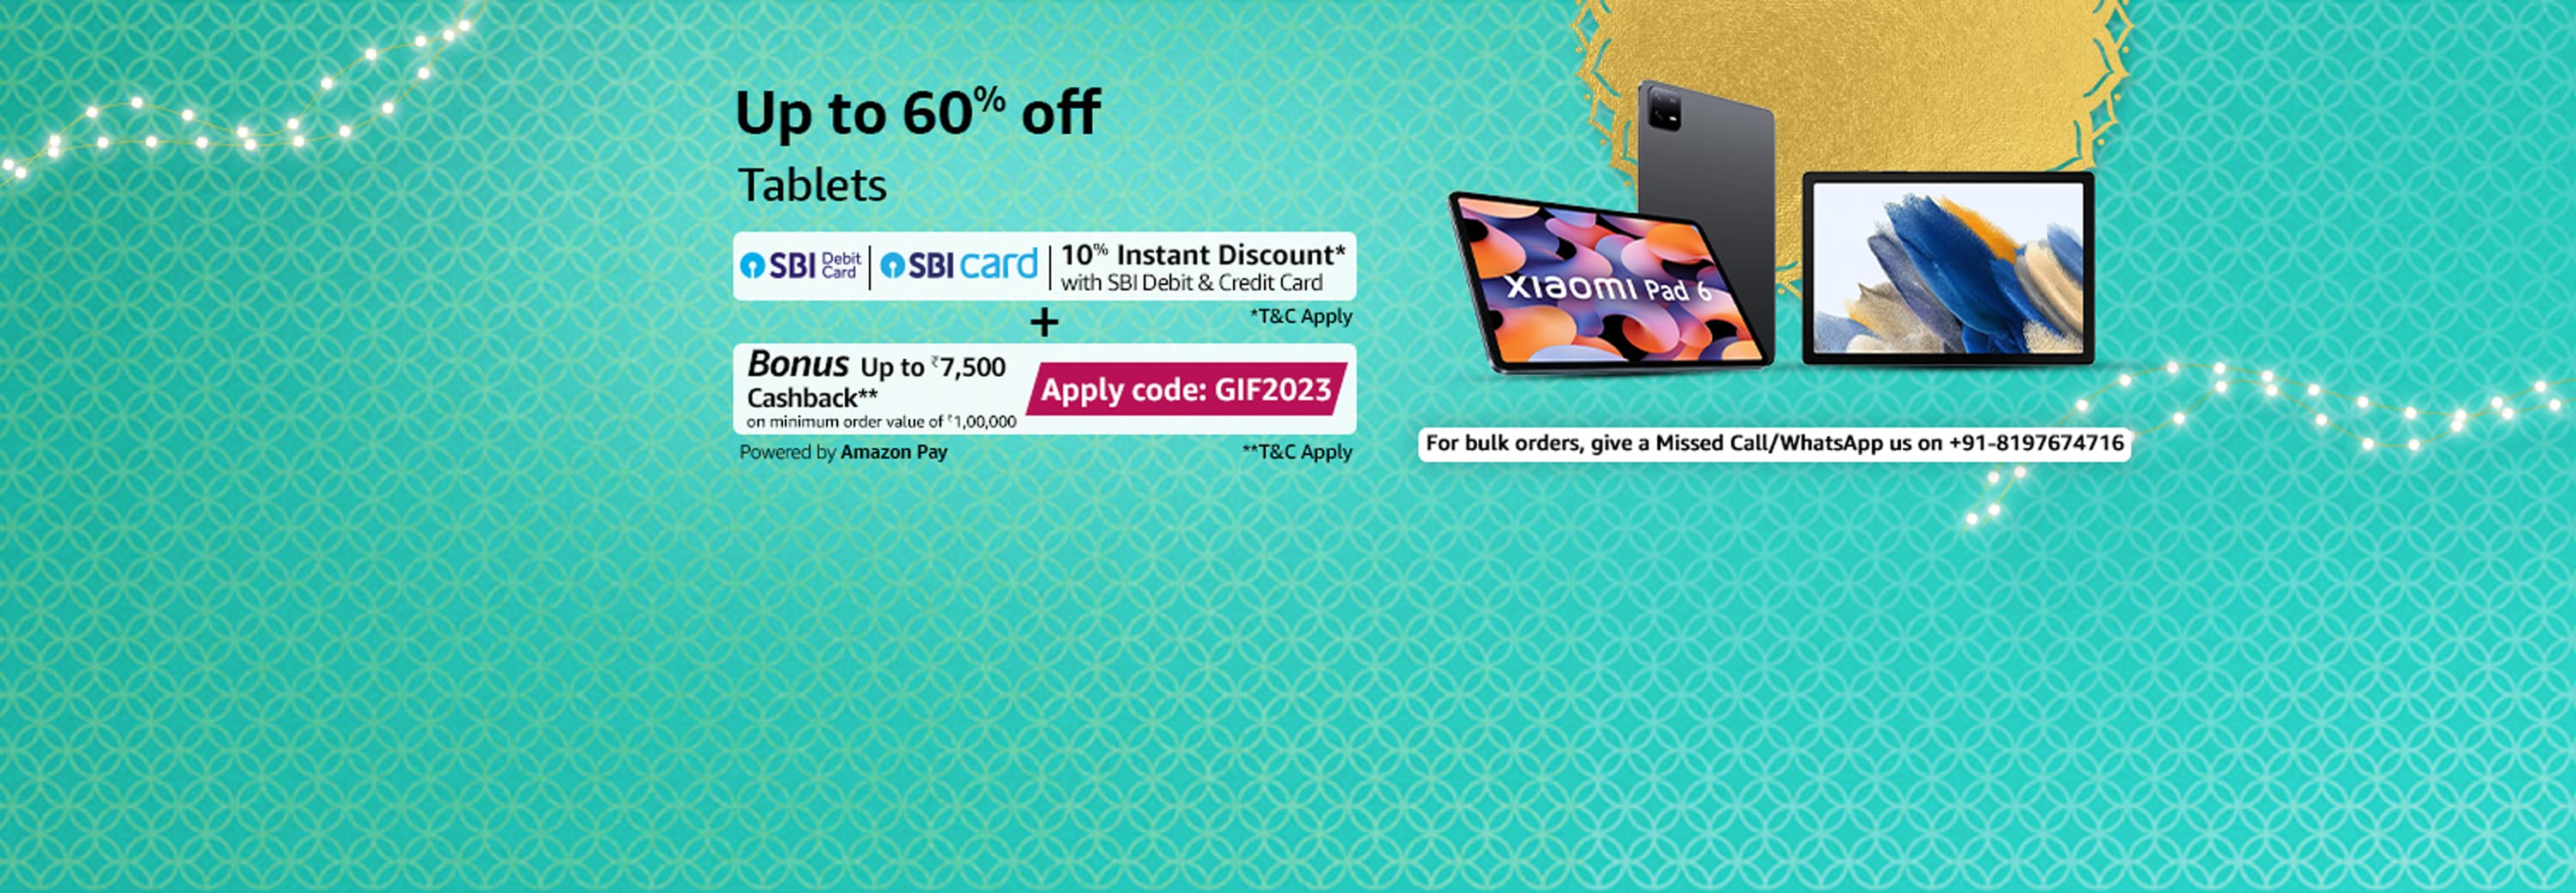 Up to 60% off
Tablets
SBI Debit Card | SBI card | 10% Instant Discount*
with SBI Debit & Credit Card
+
*T&C Apply
Bonus Up to ₹7,500
Cashback**
on minimum order value of ₹1,00,000
Apply code: GIF2023
Powered by Amazon Pay
**T&C Apply
XIAOMI Pad 6
For bulk orders, give a Missed Call/WhatsApp us on +91-8197674716